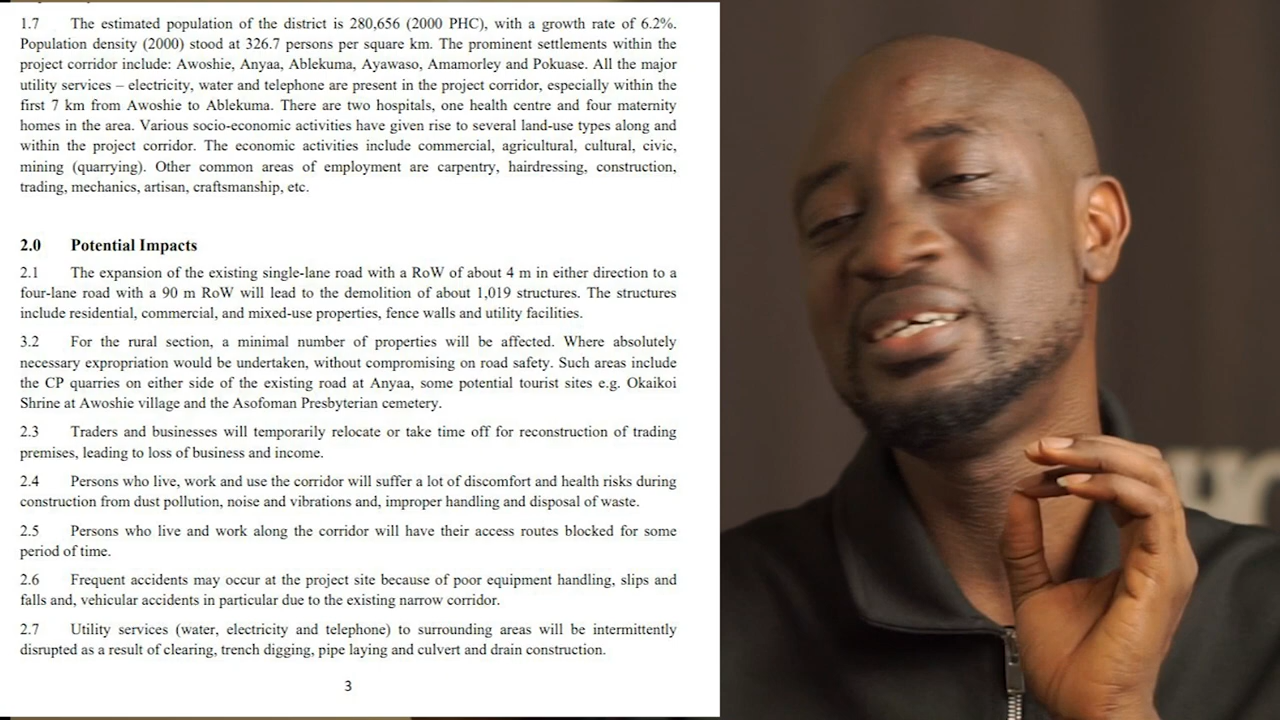 1.7 The estimated population of the district is 280,656 (2000 PHC), with a growth rate of 6.2%.
Population density (2000) stood at 326.7 persons per square km. The prominent settlements within the
project corridor include: Awoshie, Anyaa, Ablekuma, Ayawaso, Amamorley and Pokuase. All the major
utility services – electricity, water and telephone are present in the project corridor, especially within the
first 7 km from Awoshie to Ablekuma. There are two hospitals, one health centre and four maternity
homes in the area. Various socio-economic activities have given rise to several land-use types along and
within the project corridor. The economic activities include commercial, agricultural, cultural, civic,
mining (quarrying). Other common areas of employment are carpentry, hairdressing, construction,
trading, mechanics, artisan, craftsmanship, etc.
2.0 Potential Impacts
2.1 The expansion of the existing single-lane road with a RoW of about 4 m in either direction to a
four-lane road with a 90 m RoW will lead to the demolition of about 1,019 structures. The structures
include residential, commercial, and mixed-use properties, fence walls and utility facilities.
3.2 For the rural section, a minimal number of properties will be affected. Where absolutely
necessary expropriation would be undertaken, without compromising on road safety. Such areas include
the CP quarries on either side of the existing road at Anyaa, some potential tourist sites e.g. Okaikoi
Shrine at Awoshie village and the Asofoman Presbyterian cemetery.
2.3 Traders and businesses will temporarily relocate or take time off for reconstruction of trading
premises, leading to loss of business and income.
2.4 Persons who live, work and use the corridor will suffer a lot of discomfort and health risks during
construction from dust pollution, noise and vibrations and, improper handling and disposal of waste.
2.5 Persons who live and work along the corridor will have their access routes blocked for some
period of time.
2.6 Frequent accidents may occur at the project site because of poor equipment handling, slips and
falls and, vehicular accidents in particular due to the existing narrow corridor.
2.7 Utility services (water, electricity and telephone) to surrounding areas will be intermittently
disrupted as a result of clearing, trench digging, pipe laying and culvert and drain construction.
3